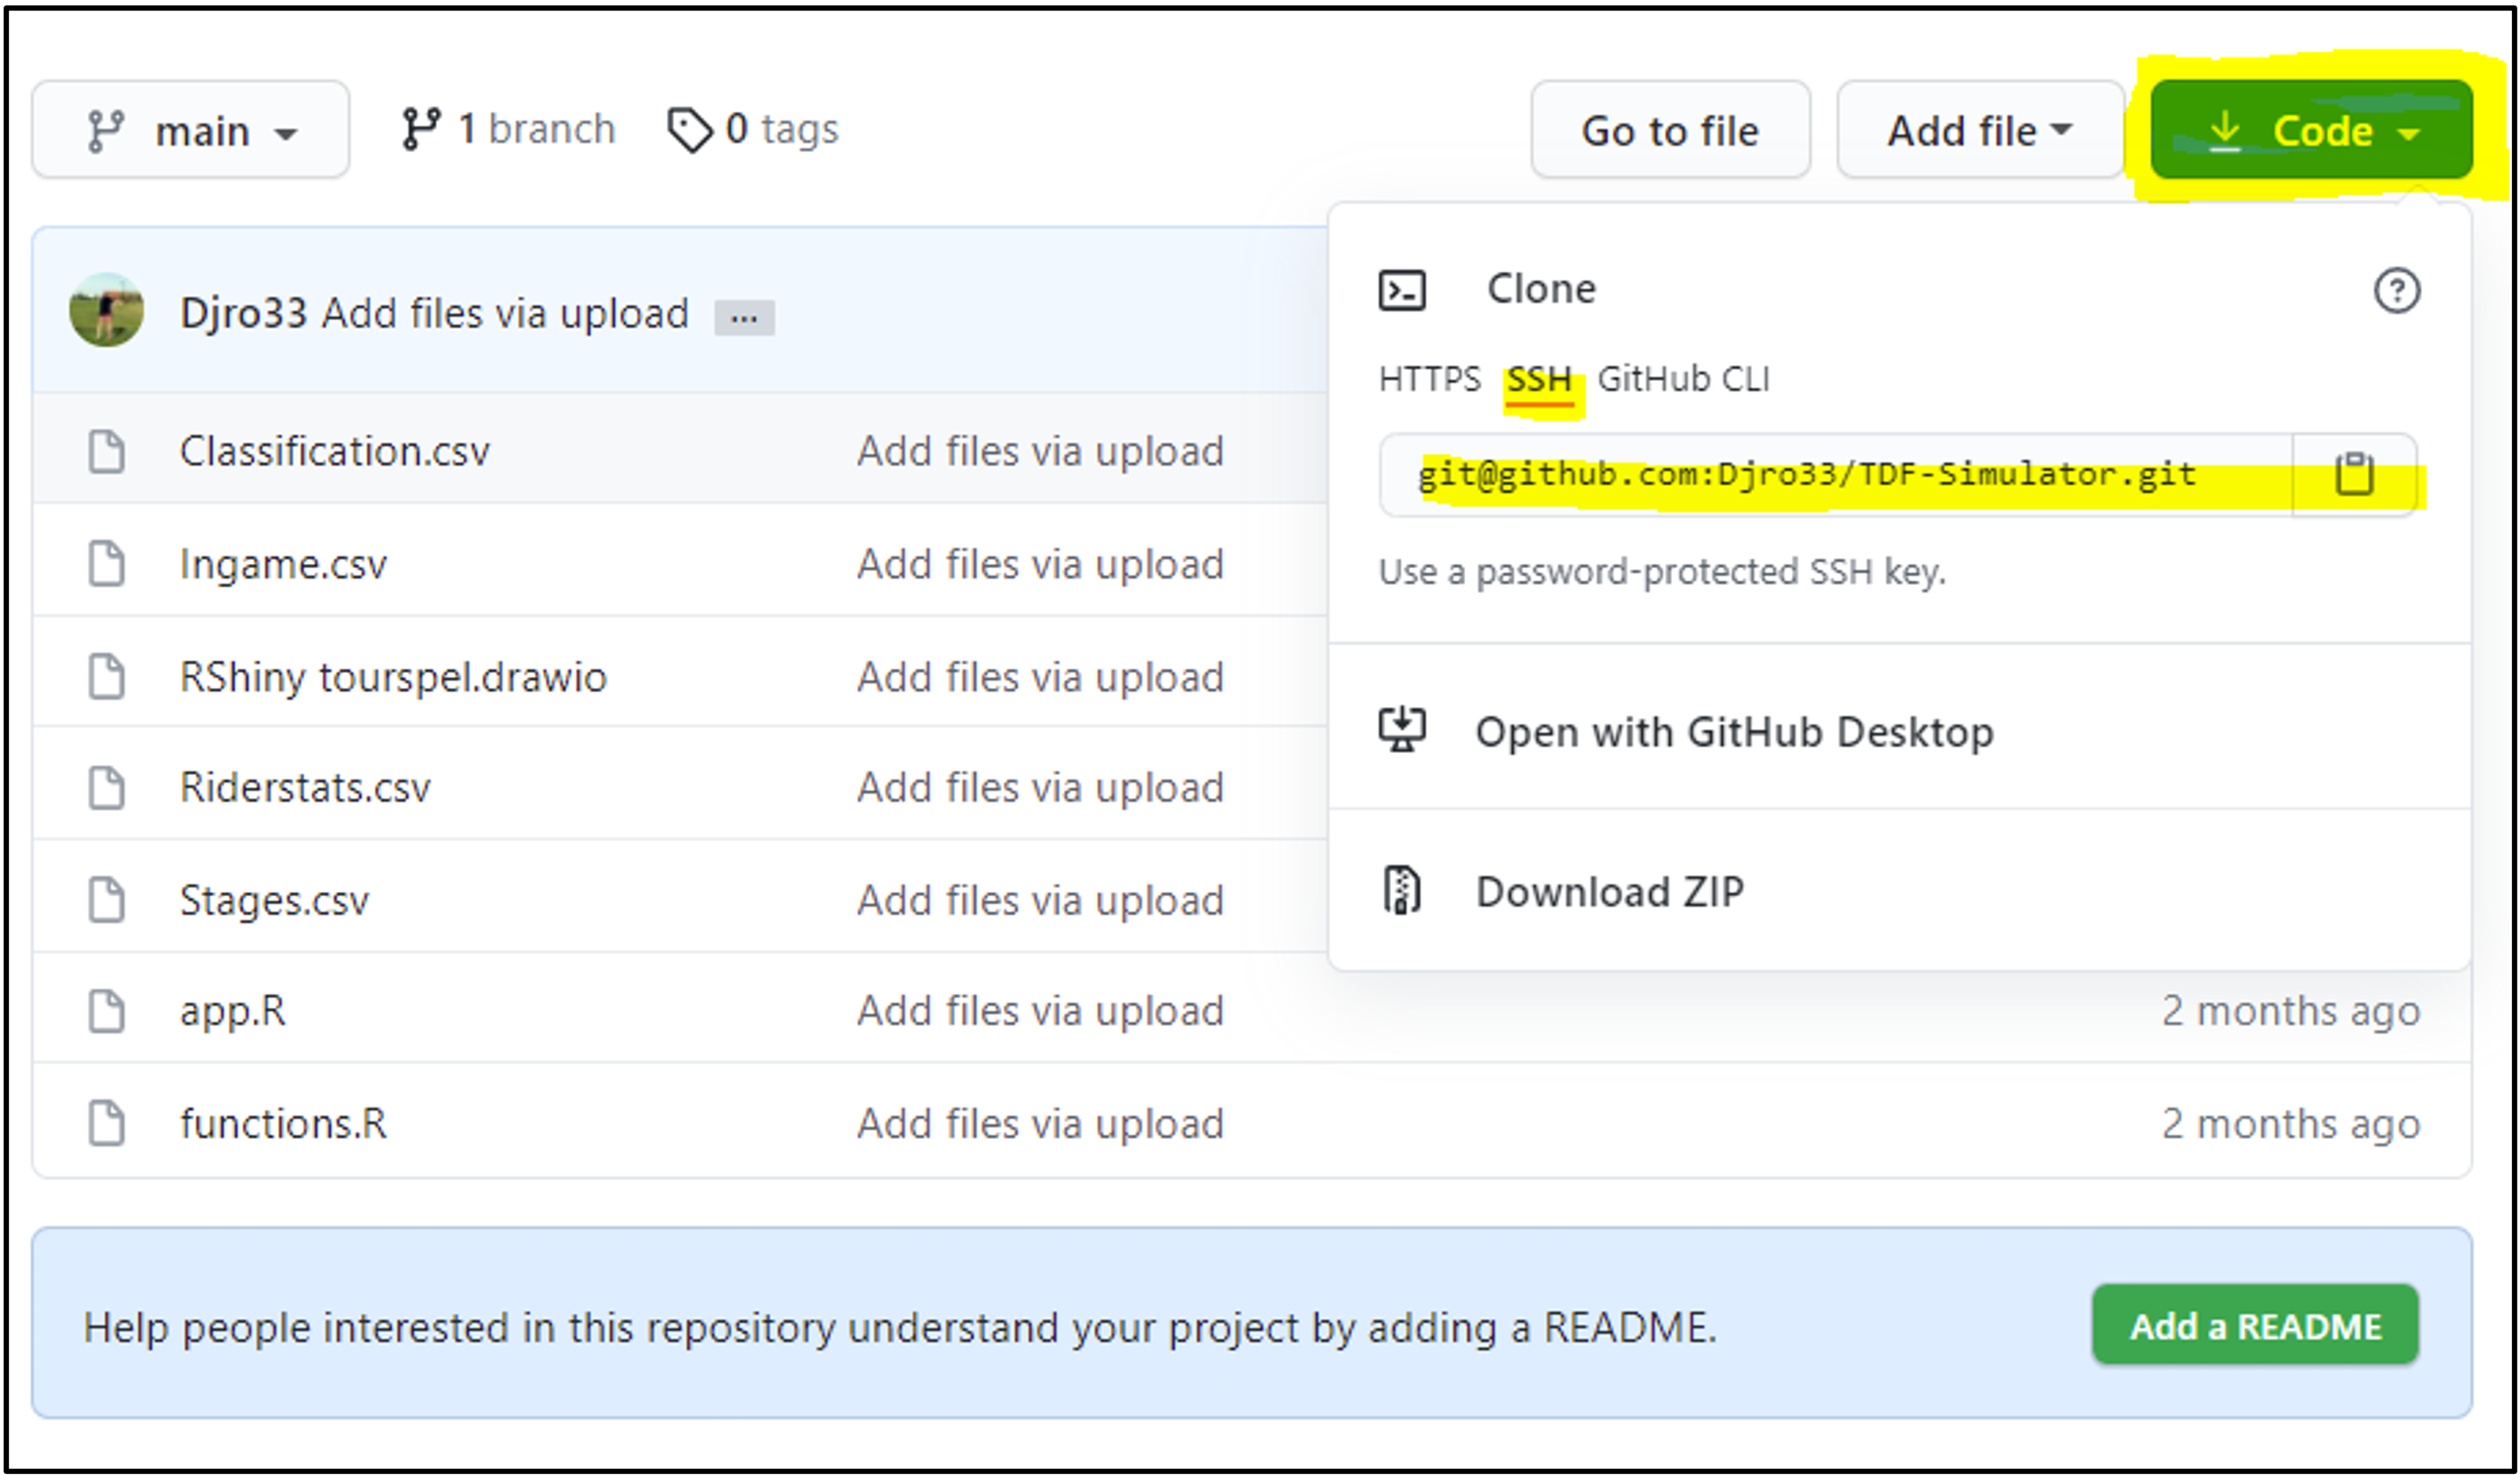 main 1 branch 0 tags Go to file Add file Code
Djro33 Add files via upload ...
Clone
HTTPS SSH GitHub CLI
git@github.com:Djro33/TDF-Simulator.git
Use a password-protected SSH key.
Open with GitHub Desktop
Download ZIP
Classification.csv Add files via upload
Ingame.csv Add files via upload
RShiny tourspel.drawio Add files via upload
Riderstats.csv Add files via upload
Stages.csv Add files via upload
app.R Add files via upload 2 months ago
functions.R Add files via upload 2 months ago
Help people interested in this repository understand your project by adding a README. Add a README